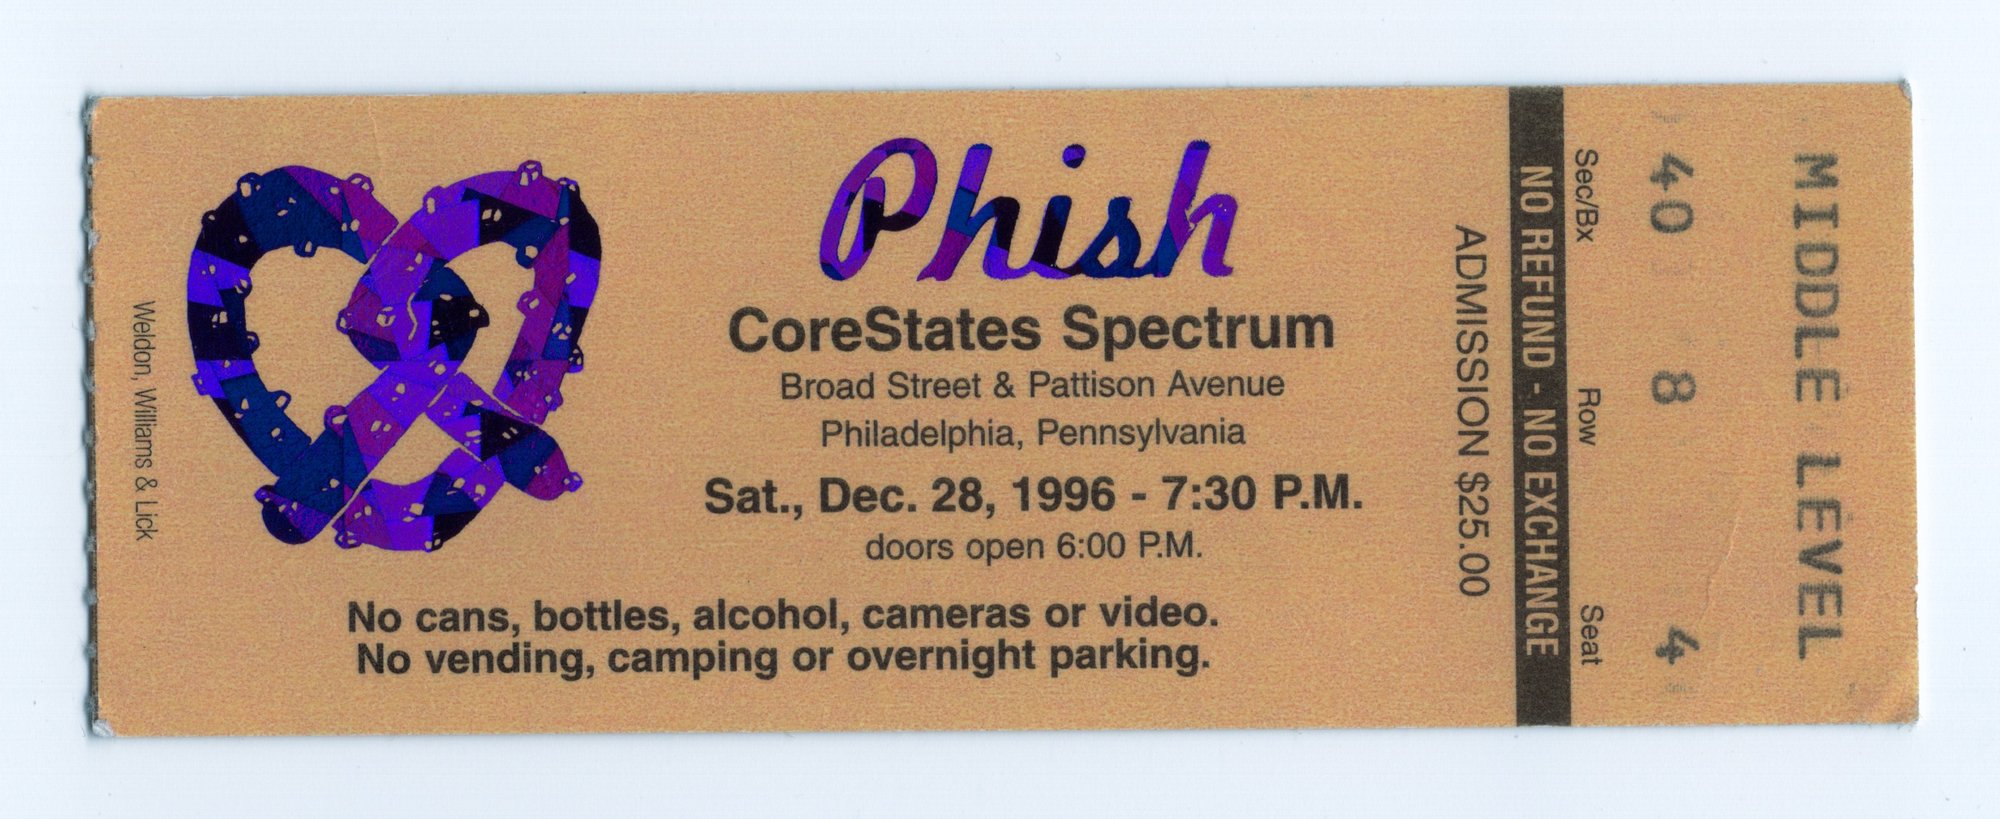 Weldon, Williams & Lick
Phish
CoreStates Spectrum
Broad Street & Pattison Avenue
Philadelphia, Pennsylvania
Sat., Dec. 28, 1996 - 7:30 P.M.
doors open 6:00 P.M.
No cans, bottles, alcohol, cameras or video.
No vending, camping or overnight parking.
ADMISSION $25.00
NO REFUND - NO EXCHANGE
Sec/Bx Row Seat
40 8 4
MIDDLE LEVEL